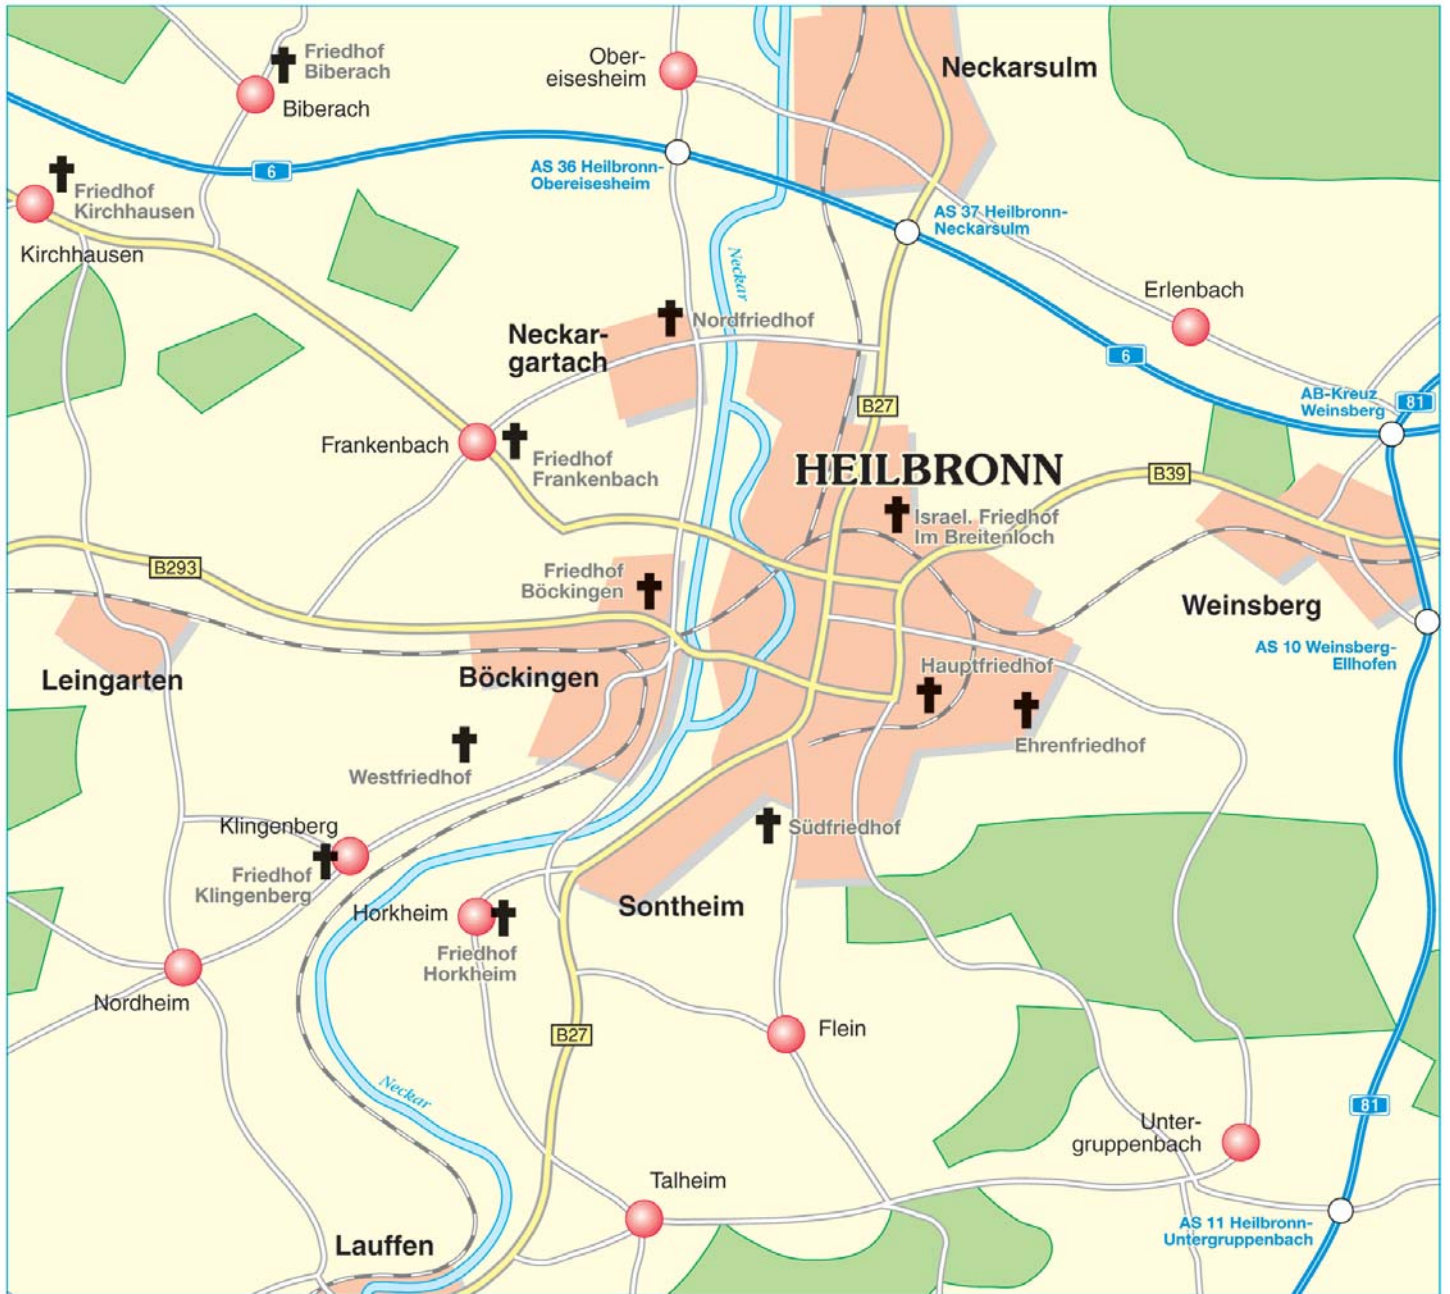 Friedhof
Biberach
Biberach
Ober-
eisesheim
Neckarsulm
6
AS 36 Heilbronn-
Obereisesheim
Friedhof
Kirchhausen
Kirchhausen
AS 37 Heilbronn-
Neckarsulm
Neckar
Erlenbach
Nordfriedhof
Neckar-
gartach
6
AB-Kreuz
Weinsberg
81
B27
Frankenbach
Friedhof
Frankenbach
HEILBRONN
B39
Israel. Friedhof
Im Breitenloch
B293
Friedhof
Böckingen
Weinsberg
AS 10 Weinsberg-
Ellhofen
Leingarten
Böckingen
Hauptfriedhof
Ehrenfriedhof
Westfriedhof
Klingenberg
Südfriedhof
Friedhof
Klingenberg
Horkheim
Sontheim
Friedhof
Horkheim
Nordheim
Flein
B27
Neckar
81
Unter-
gruppenbach
Talheim
AS 11 Heilbronn-
Untergruppenbach
Lauffen